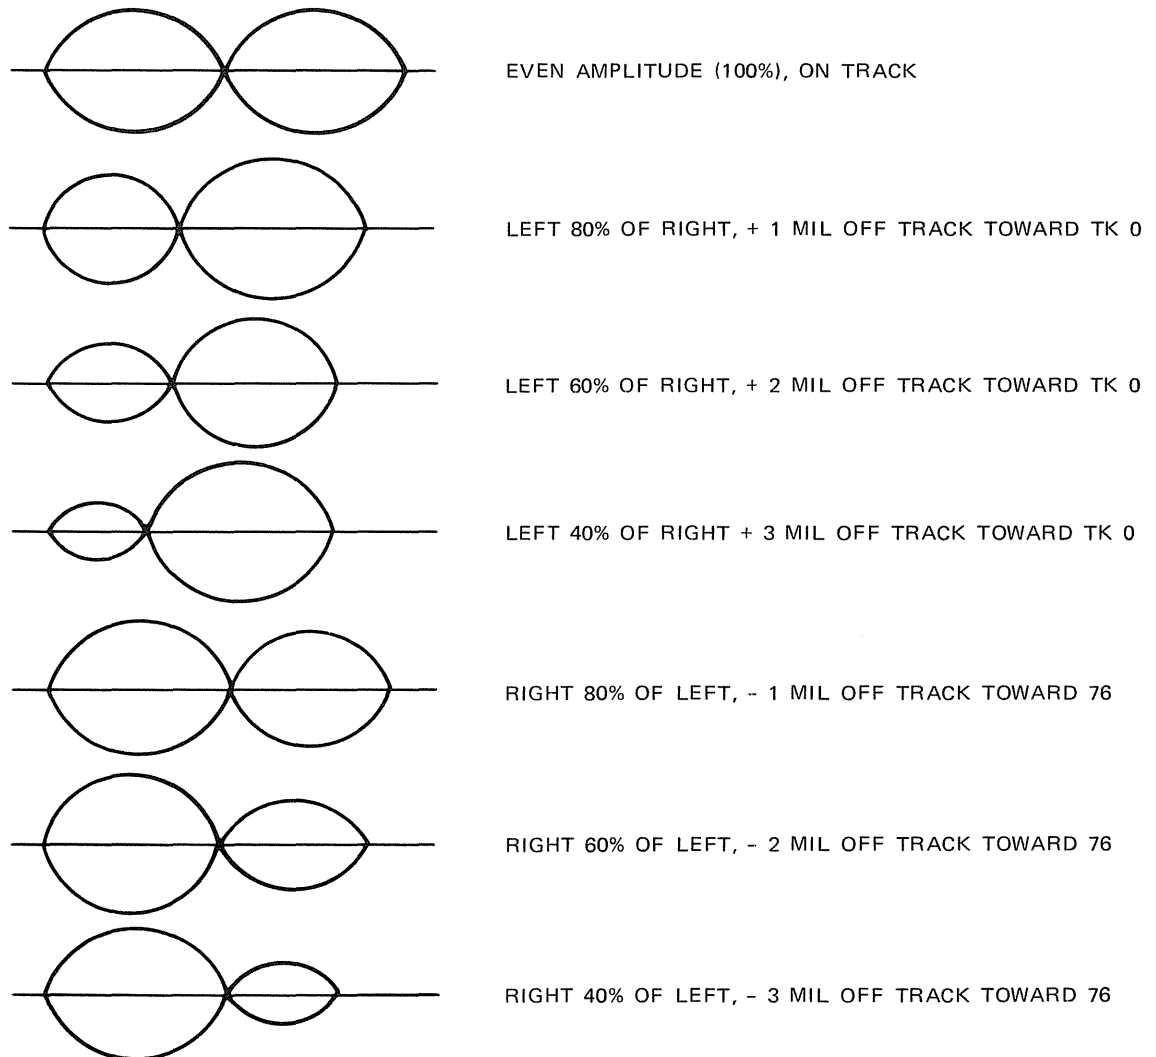 EVEN AMPLITUDE (100%), ON TRACK
LEFT 80% OF RIGHT, + 1 MIL OFF TRACK TOWARD TK 0
LEFT 60% OF RIGHT, + 2 MIL OFF TRACK TOWARD TK 0
LEFT 40% OF RIGHT + 3 MIL OFF TRACK TOWARD TK 0
RIGHT 80% OF LEFT, - 1 MIL OFF TRACK TOWARD 76
RIGHT 60% OF LEFT, - 2 MIL OFF TRACK TOWARD 76
RIGHT 40% OF LEFT, - 3 MIL OFF TRACK TOWARD 76